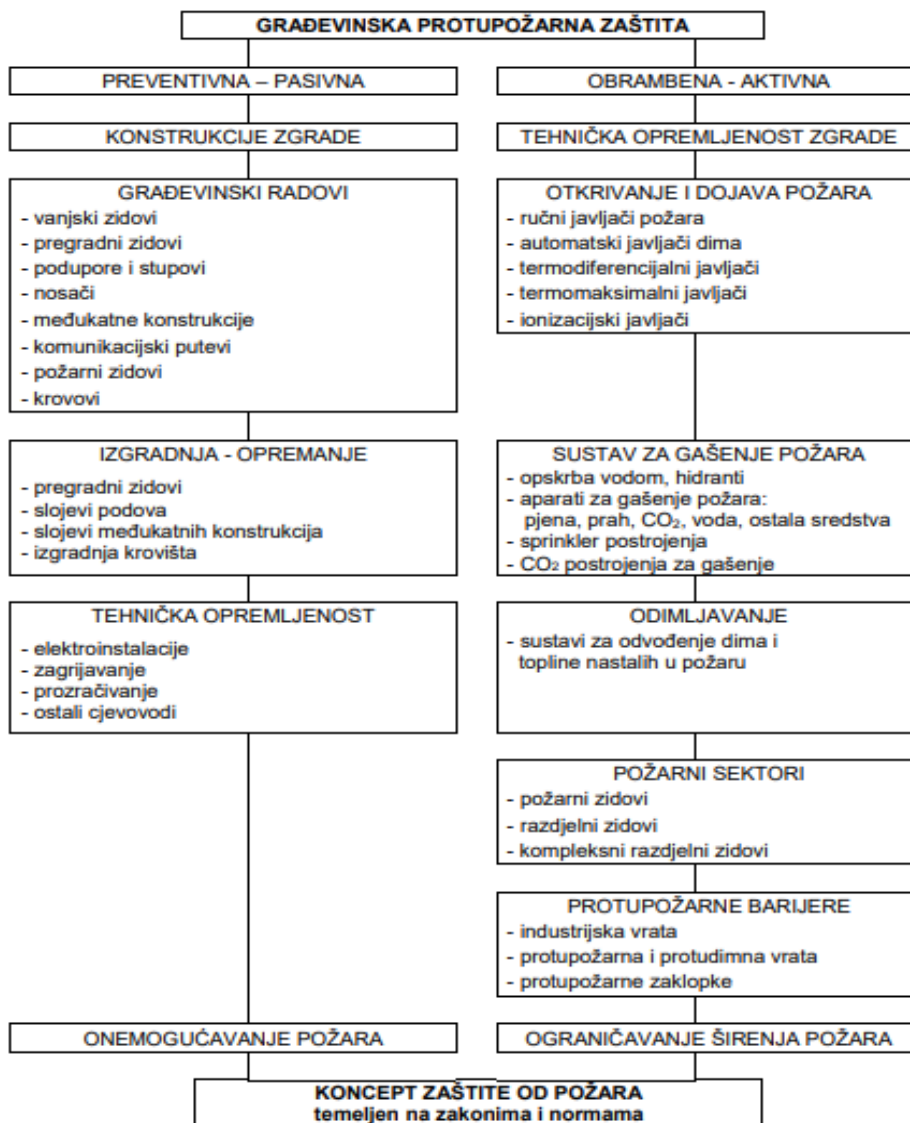 GRAĐEVINSKA PROTUPOŽARNA ZAŠTITA
PREVENTIVNA – PASIVNA
KONSTRUKCIJE ZGRADE
GRAĐEVINSKI RADOVI
- vanjski zidovi
- pregradni zidovi
- podupore i stupovi
- nosači
- međukatne konstrukcije
- komunikacijski putevi
- požarni zidovi
- krovovi
IZGRADNJA - OPREMANJE
- pregradni zidovi
- slojevi podova
- slojevi međukatnih konstrukcija
- izgradnja krovišta
TEHNIČKA OPREMLJENOST
- elektroinstalacije
- zagrijavanje
- prozračivanje
- ostali cjevovodi
ONEMOGUĆAVANJE POŽARA
OBRAMBENA - AKTIVNA
TEHNIČKA OPREMLJENOST ZGRADE
OTKRIVANJE I DOJAVA POŽARA
- ručni javljači požara
- automatski javljači dima
- termodiferencijalni javljači
- termomaksimalni javljači
- ionizacijski javljači
SUSTAV ZA GAŠENJE POŽARA
- opskrba vodom, hidranti
- aparati za gašenje požara:
pjena, prah, CO₂, voda, ostala sredstva
- sprinkler postrojenja
- CO₂ postrojenja za gašenje
ODIMLJAVANJE
- sustavi za odvođenje dima i
topline nastalih u požaru
POŽARNI SEKTORI
- požarni zidovi
- razdjelni zidovi
- kompleksni razdjelni zidovi
PROTUPOŽARNE BARIJERE
- industrijska vrata
- protupožarna i protudimna vrata
- protupožarne zaklopke
OGRANIČAVANJE ŠIRENJA POŽARA
KONCEPT ZAŠTITE OD POŽARA
temeljen na zakonima i normama